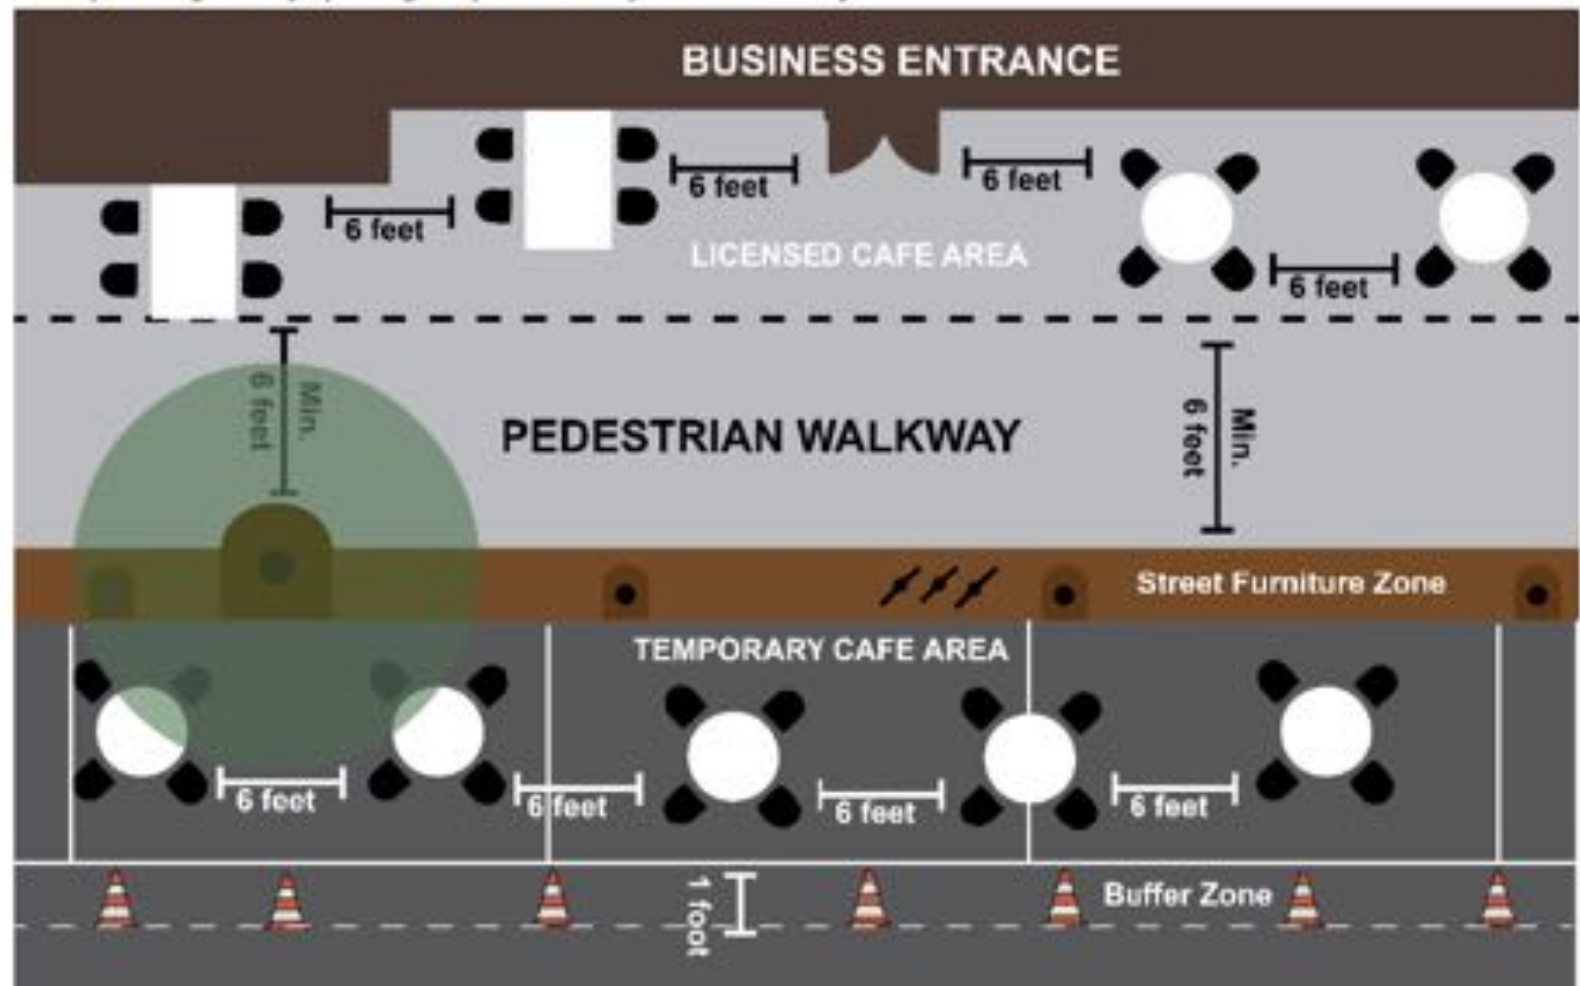 BUSINESS ENTRANCE
6 feet
6 feet
6 feet
LICENSED CAFE AREA
6 feet
Min.
6 feet
PEDESTRIAN WALKWAY
Min.
6 feet
Street Furniture Zone
TEMPORARY CAFE AREA
6 feet
6 feet
6 feet
6 feet
1 foot
Buffer Zone